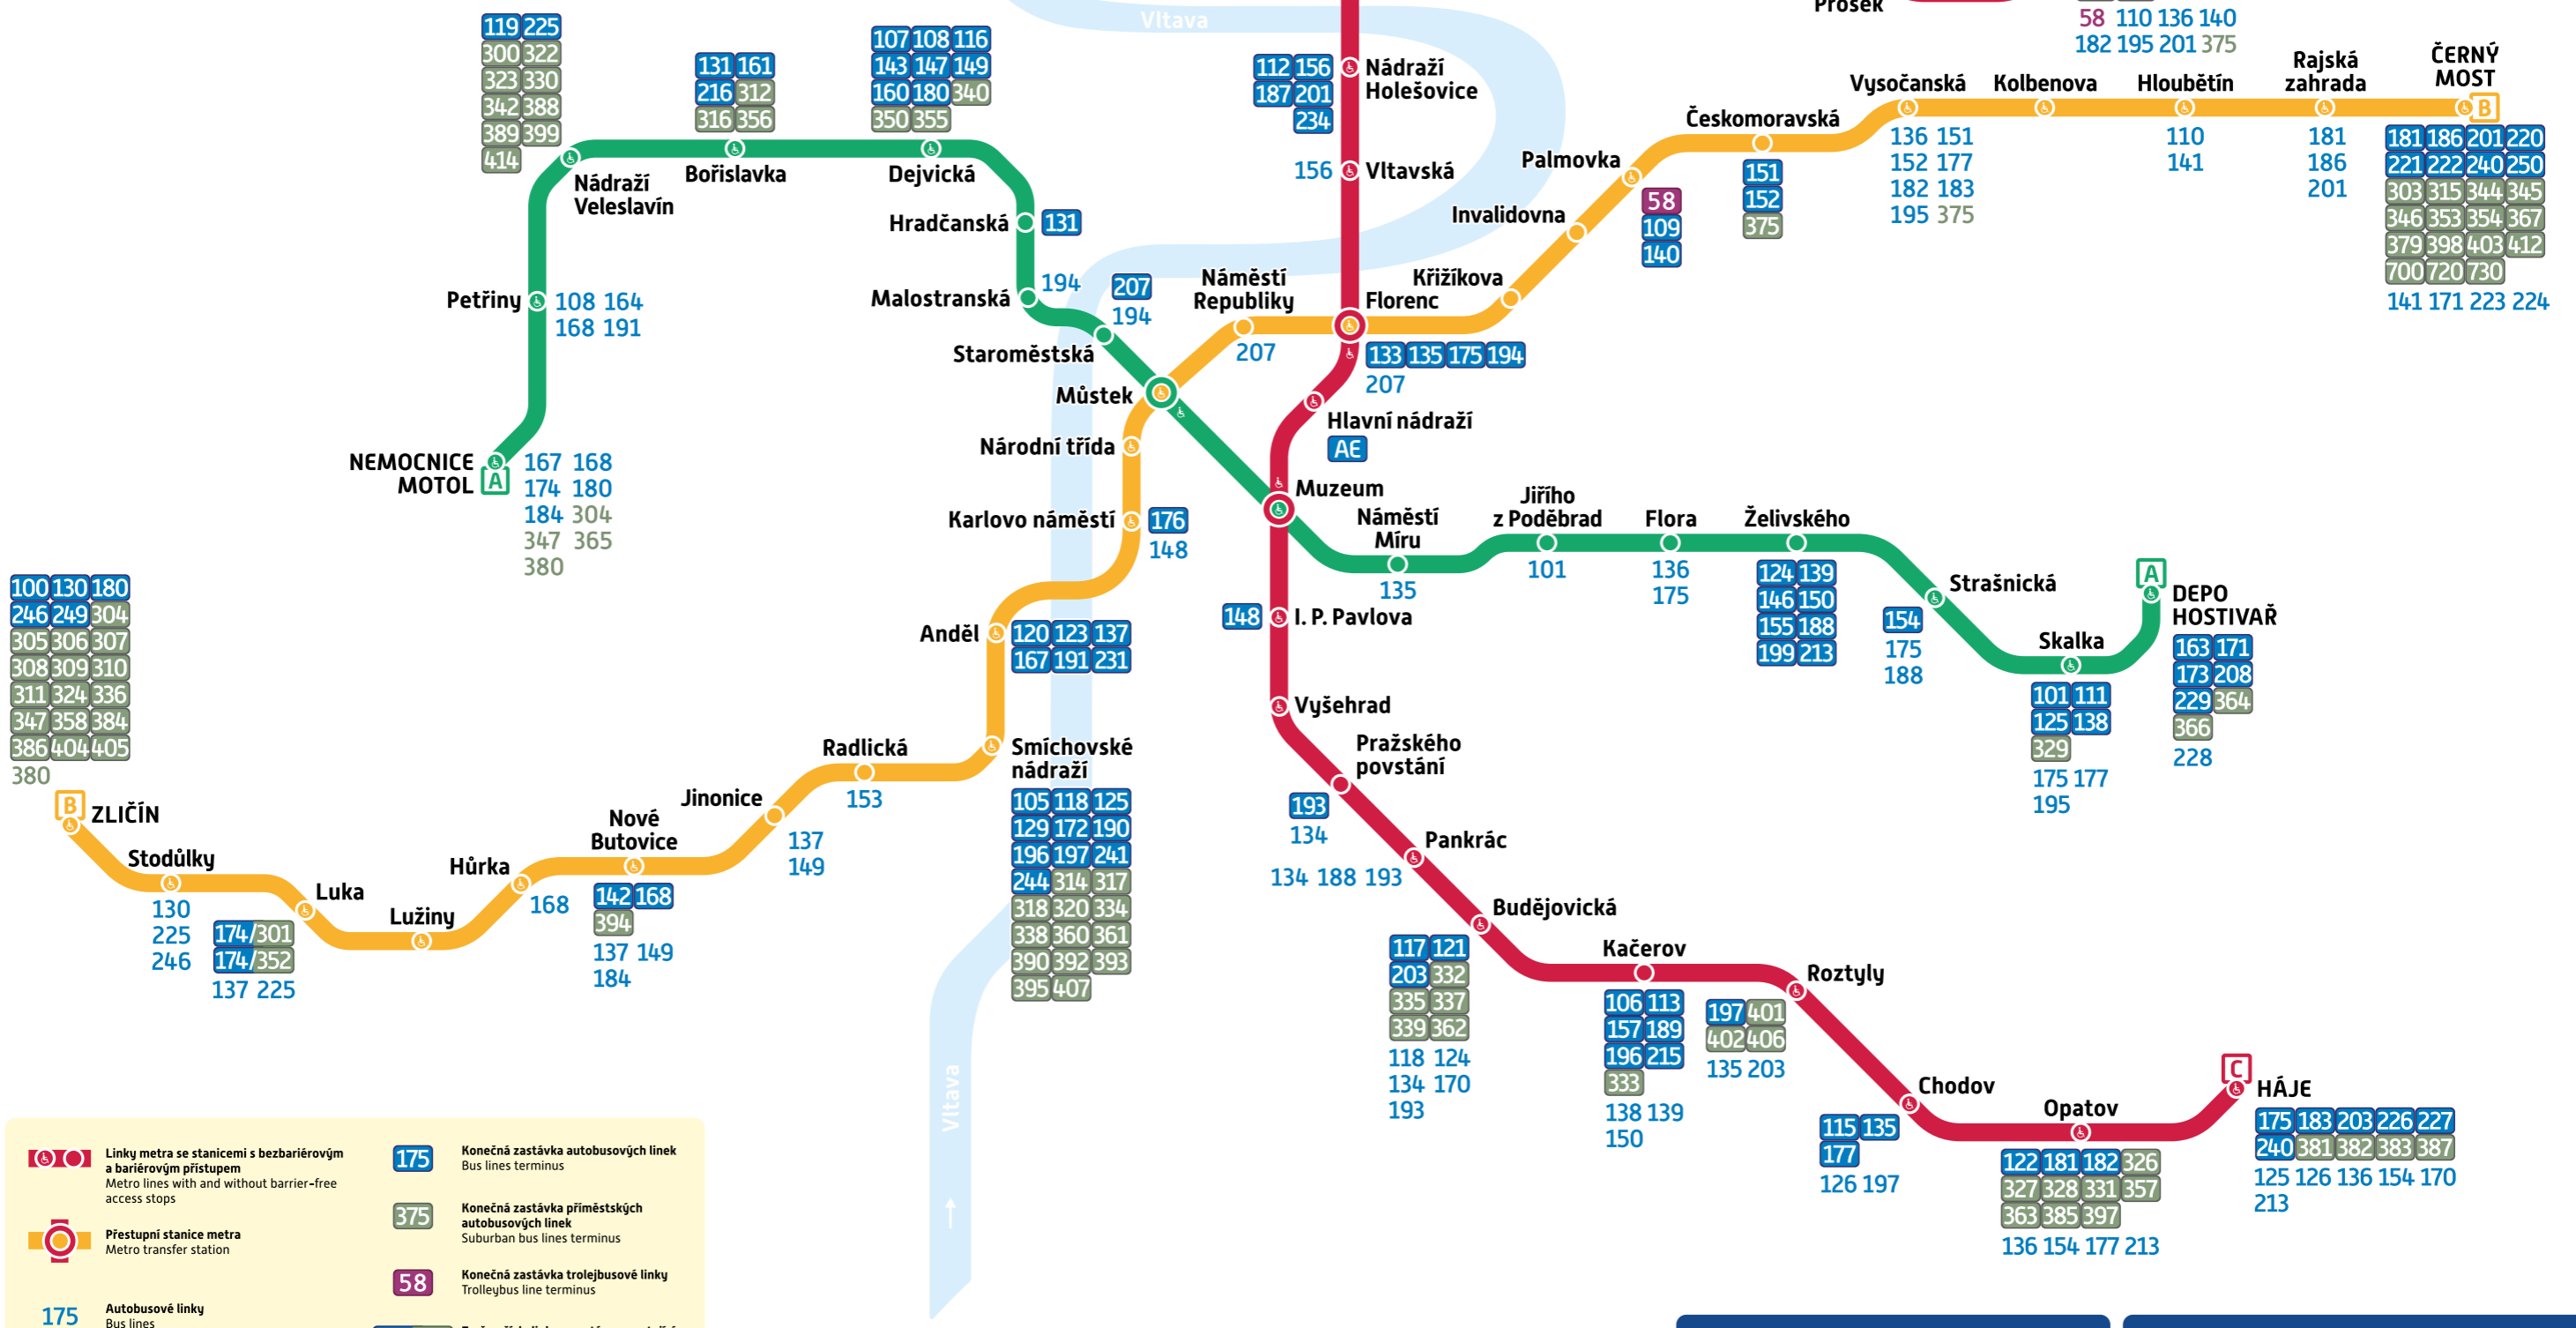 Vltava
Prosek
58 110 136 140
182 195 201 375
119 225
300 322
323 330
342 388
389 399
414
Nádraží
Veleslavín
131 161
216 312
316 356
Bořislavka
107 108 116
143 147 149
160 180 340
350 355
Dejvická
112 156
187 201
234
Nádraží
Holešovice
156 Vltavská
Hradčanská 131
Malostranská 194
207
194
Staroměstská
Petřiny 108 164
168 191
NEMOCNICE
MOTOL
A
167 168
174 180
184 304
347 365
380
Můstek
Náměstí
Republiky
207
Florenc
133 135 175 194
207
Křižíkova
Invalidovna
Palmovka
58
109
140
Českomoravská
151
152
375
Vysočanská
136 151
152 177
182 183
195 375
Kolbenova
Hloubětín
110
141
Rajská
zahrada
181
186
201
ČERNÝ
MOST
B
181 186 201 220
221 222 240 250
303 315 344 345
346 353 354 367
379 398 403 412
700 720 730
141 171 223 224
Hlavní nádraží
AE
Národní třída
Muzeum
Karlovo náměstí 176
148
Náměstí
Míru
135
Jiřího
z Poděbrad
101
Flora
136
175
Želivského
124 139
146 150
155 188
199 213
Strašnická
154
175
188
Skalka
101 111
125 138
329
175 177
195
A
DEPO
HOSTIVAŘ
163 171
173 208
229 364
366
228
100 130 180
246 249 304
305 306 307
308 309 310
311 324 336
347 358 384
386 404 405
380
B ZLIČÍN
Stodůlky
130
225
246
Luka
174/301
174/352
137 225
Lužiny
Hůrka
168
Nové
Butovice
142 168
394
137 149
184
Jinonice
137
149
Radlická
153
Anděl 120 123 137
167 191 231
Smíchovské
nádraží
105 118 125
129 172 190
196 197 241
244 314 317
318 320 334
338 360 361
390 392 393
395 407
148 I. P. Pavlova
Vyšehrad
Pražského
povstání
193
134
Pankrác
134 188 193
Budějovická
117 121
203 332
335 337
339 362
118 124
134 170
193
Kačerov
106 113
157 189
196 215
333
138 139
150
Roztyly
197 401
402 406
135 203
Chodov
115 135
177
126 197
Opatov
122 181 182 326
327 328 331 357
363 385 397
136 154 177 213
C
HÁJE
175 183 203 226 227
240 381 382 383 387
125 126 136 154 170
213
Vltava
→
Linky metra se stanicemi s bezbariérovým
a bariérovým přístupem
Metro lines with and without barrier-free
access stops
Přestupní stanice metra
Metro transfer station
175 Autobusové linky
Bus lines
175 Konečná zastávka autobusových linek
Bus lines terminus
375 Konečná zastávka příměstských
autobusových linek
Suburban bus lines terminus
58 Konečná zastávka trolejbusové linky
Trolleybus line terminus